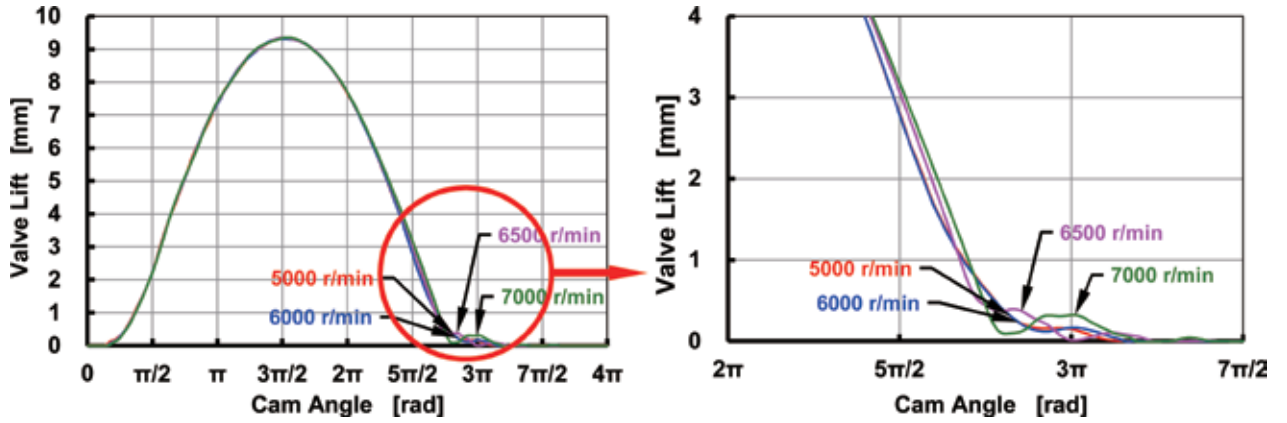 10
9
8
7
6
5
4
3
2
1
0
Valve Lift [mm]
6500 r/min
5000 r/min
7000 r/min
6000 r/min
0 π/2 π 3π/2 2π 5π/2 3π 7π/2 4π
Cam Angle [rad]
4
3
2
1
0
Valve Lift [mm]
6500 r/min
5000 r/min
7000 r/min
6000 r/min
2π 5π/2 3π 7π/2
Cam Angle [rad]